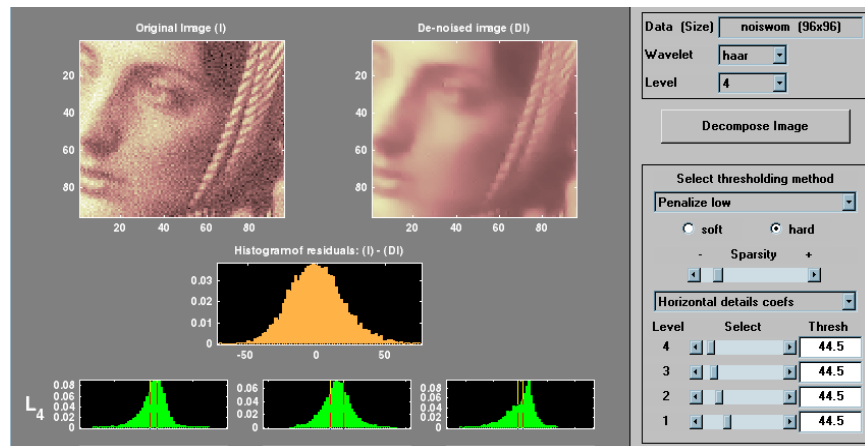 Original Image (I)
De-noised image (DI)
20
40
60
80
20 40 60 80
20
40
60
80
20 40 60 80
Histogramof residuals: (I) - (DI)
0.03
0.02
0.01
0
-50 0 50
L4
0.08
0.06
0.04
0.02
0
0.08
0.06
0.04
0.02
0
0.08
0.06
0.04
0.02
0
Data (Size) noiswom (96x96)
Wavelet haar
Level 4
Decompose Image
Select thresholding method
Penalize low
soft hard
- Sparsity +
Horizontal details coefs
Level Select Thresh
4 44.5
3 44.5
2 44.5
1 44.5